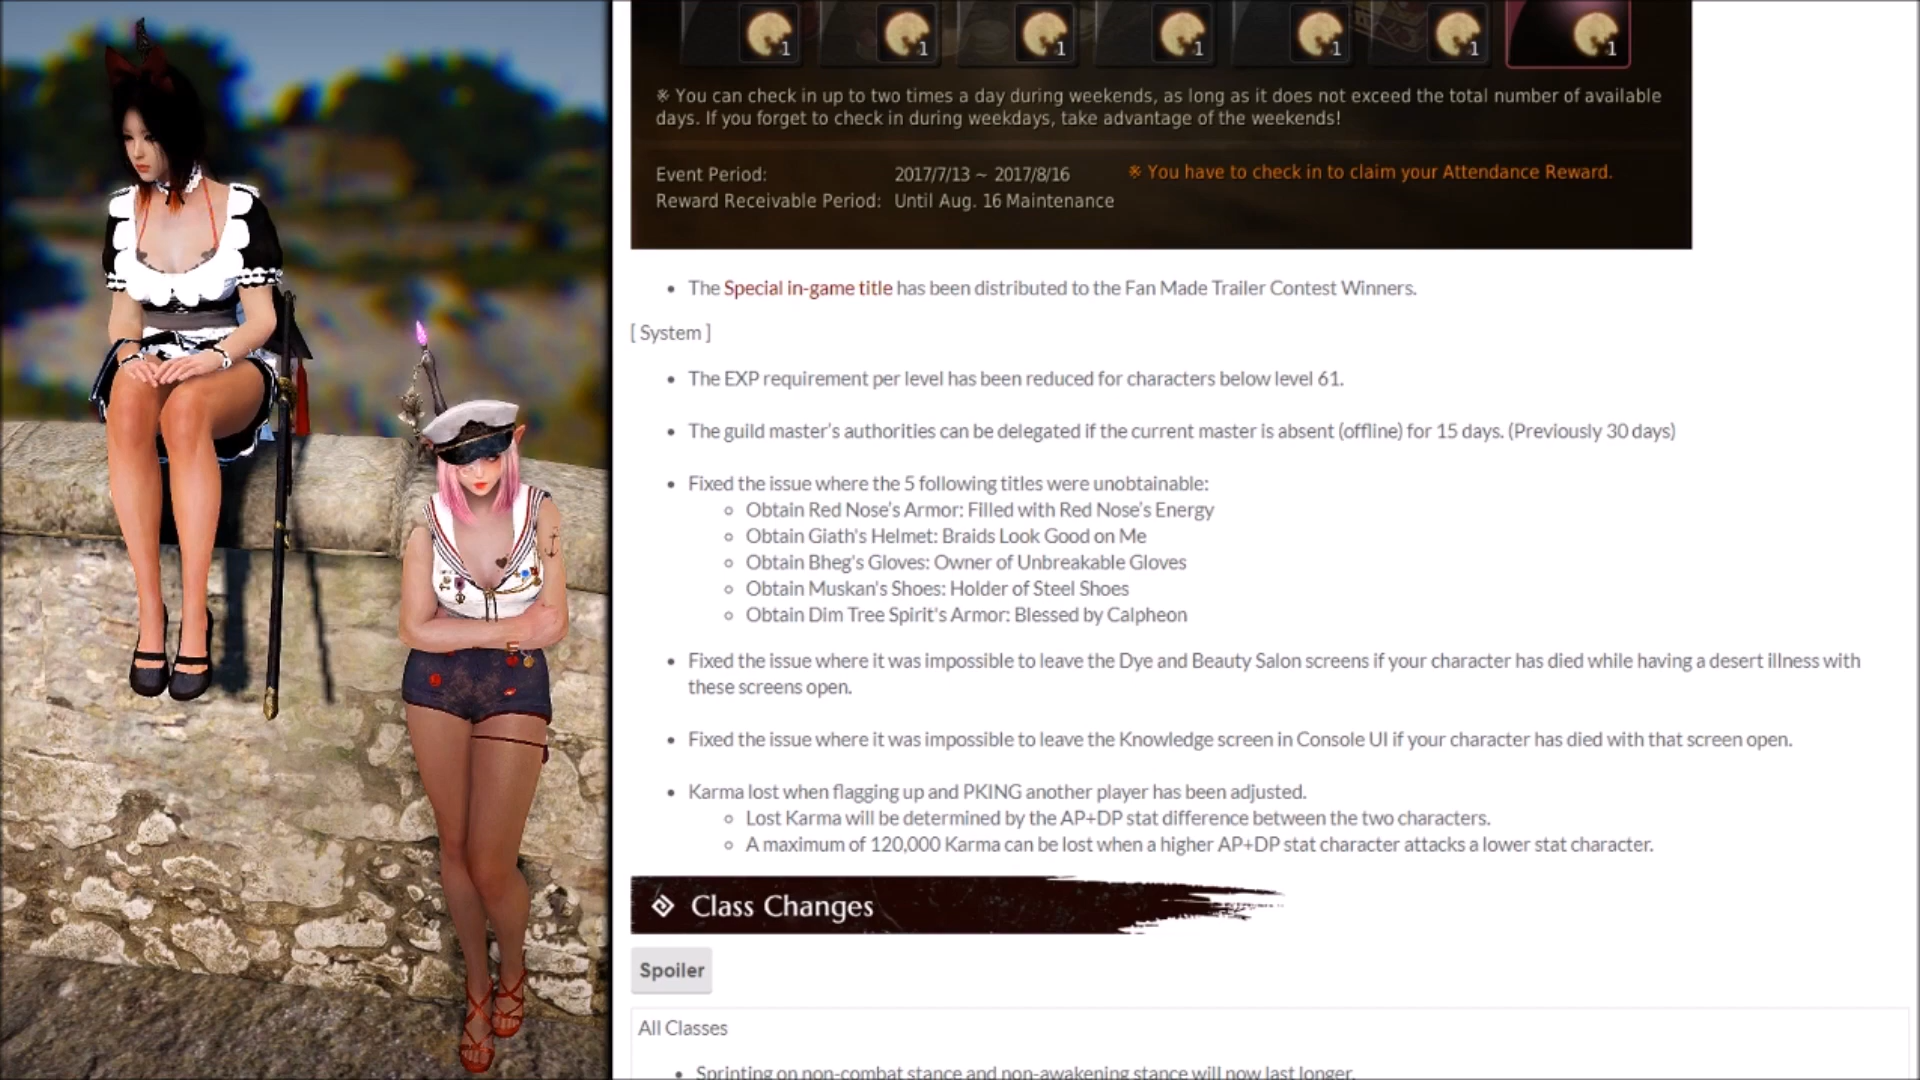 1 1 1 1 1 1 1
※ You can check in up to two times a day during weekends, as long as it does not exceed the total number of available
days. If you forget to check in during weekdays, take advantage of the weekends!
Event Period: 2017/7/13 ~ 2017/8/16 ※ You have to check in to claim your Attendance Reward.
Reward Receivable Period: Until Aug. 16 Maintenance
• The Special in-game title has been distributed to the Fan Made Trailer Contest Winners.
[ System ]
• The EXP requirement per level has been reduced for characters below level 61.
• The guild master's authorities can be delegated if the current master is absent (offline) for 15 days. (Previously 30 days)
• Fixed the issue where the 5 following titles were unobtainable:
◦ Obtain Red Nose's Armor: Filled with Red Nose's Energy
◦ Obtain Giath's Helmet: Braids Look Good on Me
◦ Obtain Bheg's Gloves: Owner of Unbreakable Gloves
◦ Obtain Muskan's Shoes: Holder of Steel Shoes
◦ Obtain Dim Tree Spirit's Armor: Blessed by Calpheon
• Fixed the issue where it was impossible to leave the Dye and Beauty Salon screens if your character has died while having a desert illness with
these screens open.
• Fixed the issue where it was impossible to leave the Knowledge screen in Console UI if your character has died with that screen open.
• Karma lost when flagging up and PKING another player has been adjusted.
◦ Lost Karma will be determined by the AP+DP stat difference between the two characters.
◦ A maximum of 120,000 Karma can be lost when a higher AP+DP stat character attacks a lower stat character.
Class Changes
Spoiler
All Classes
• Sprinting on non-combat stance and non-awakening stance will now last longer.